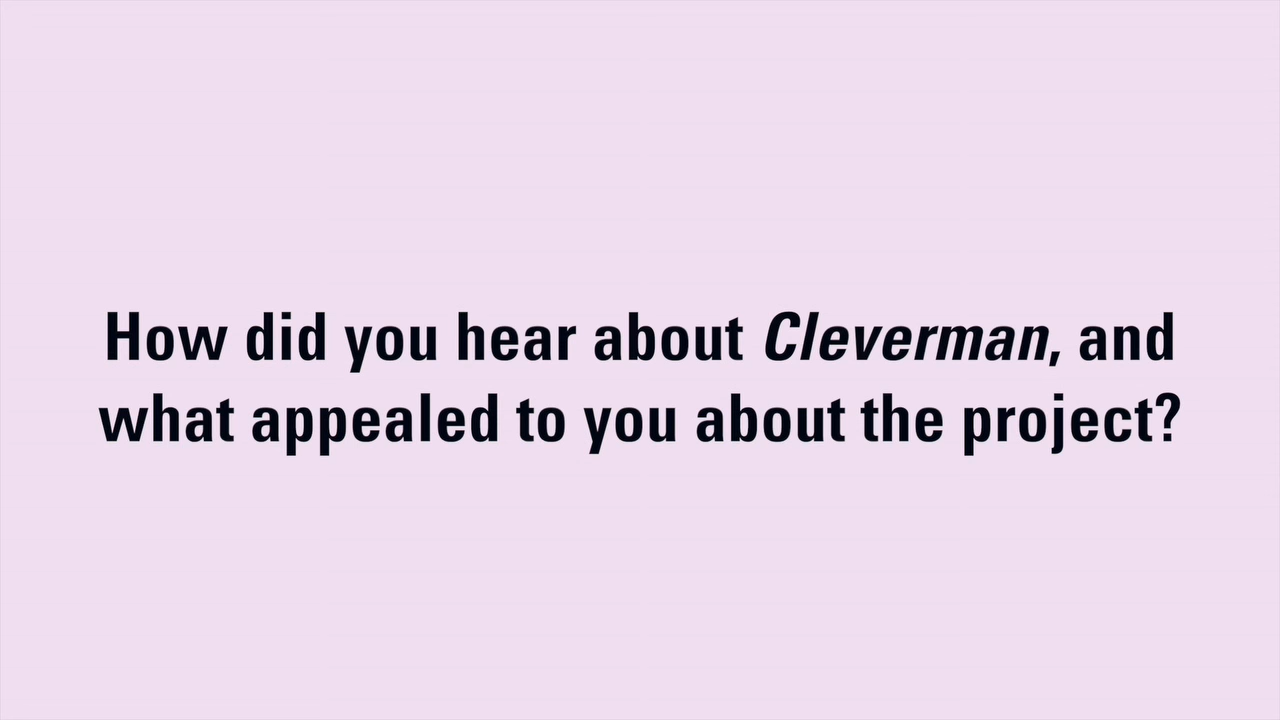 How did you hear about Cleverman, and
what appealed to you about the project?